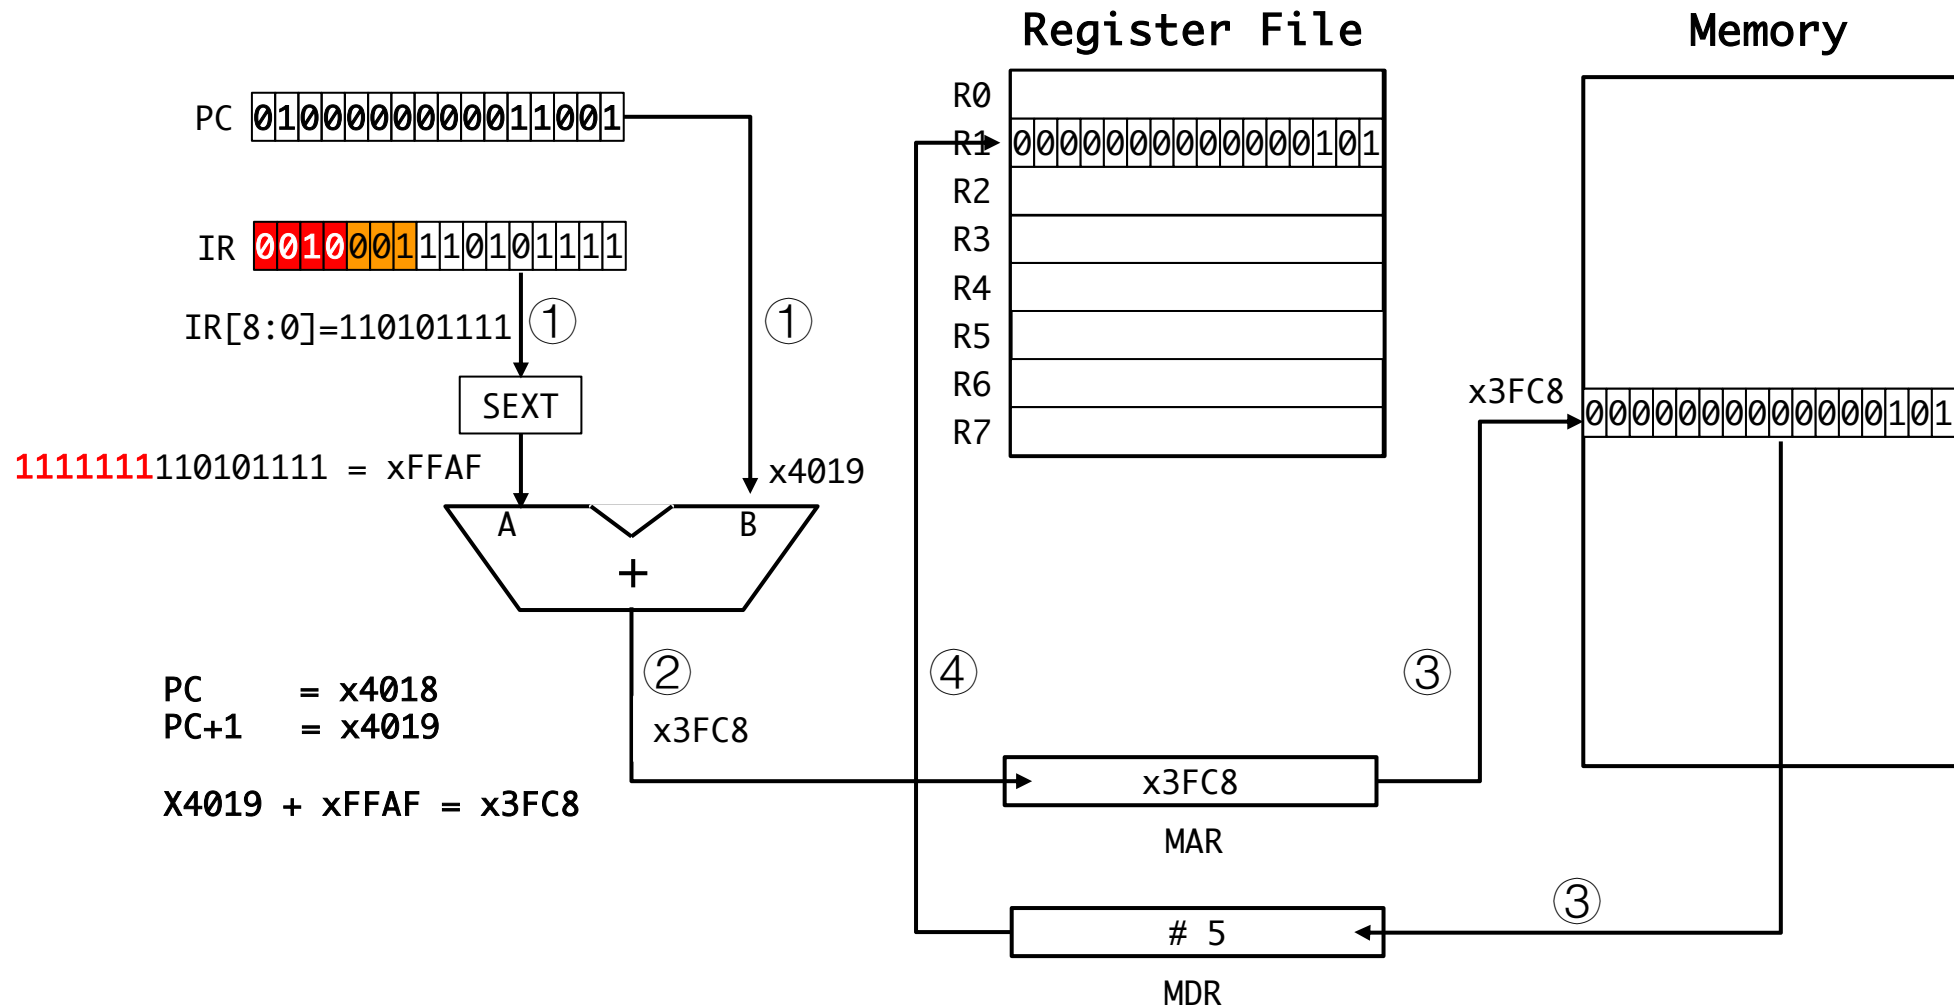 Register File
Memory
PC 0100000000011001
IR 0010001110101111
IR[8:0]=110101111
①
①
SEXT
1111111110101111 = xFFAF
x4019
A
B
+
R0
R1 0000000000000101
R2
R3
R4
R5
R6
R7
x3FC8
0000000000000101
②
④
③
PC = x4018
PC+1 = x4019
x3FC8
X4019 + xFFAF = x3FC8
x3FC8
MAR
③
# 5
MDR